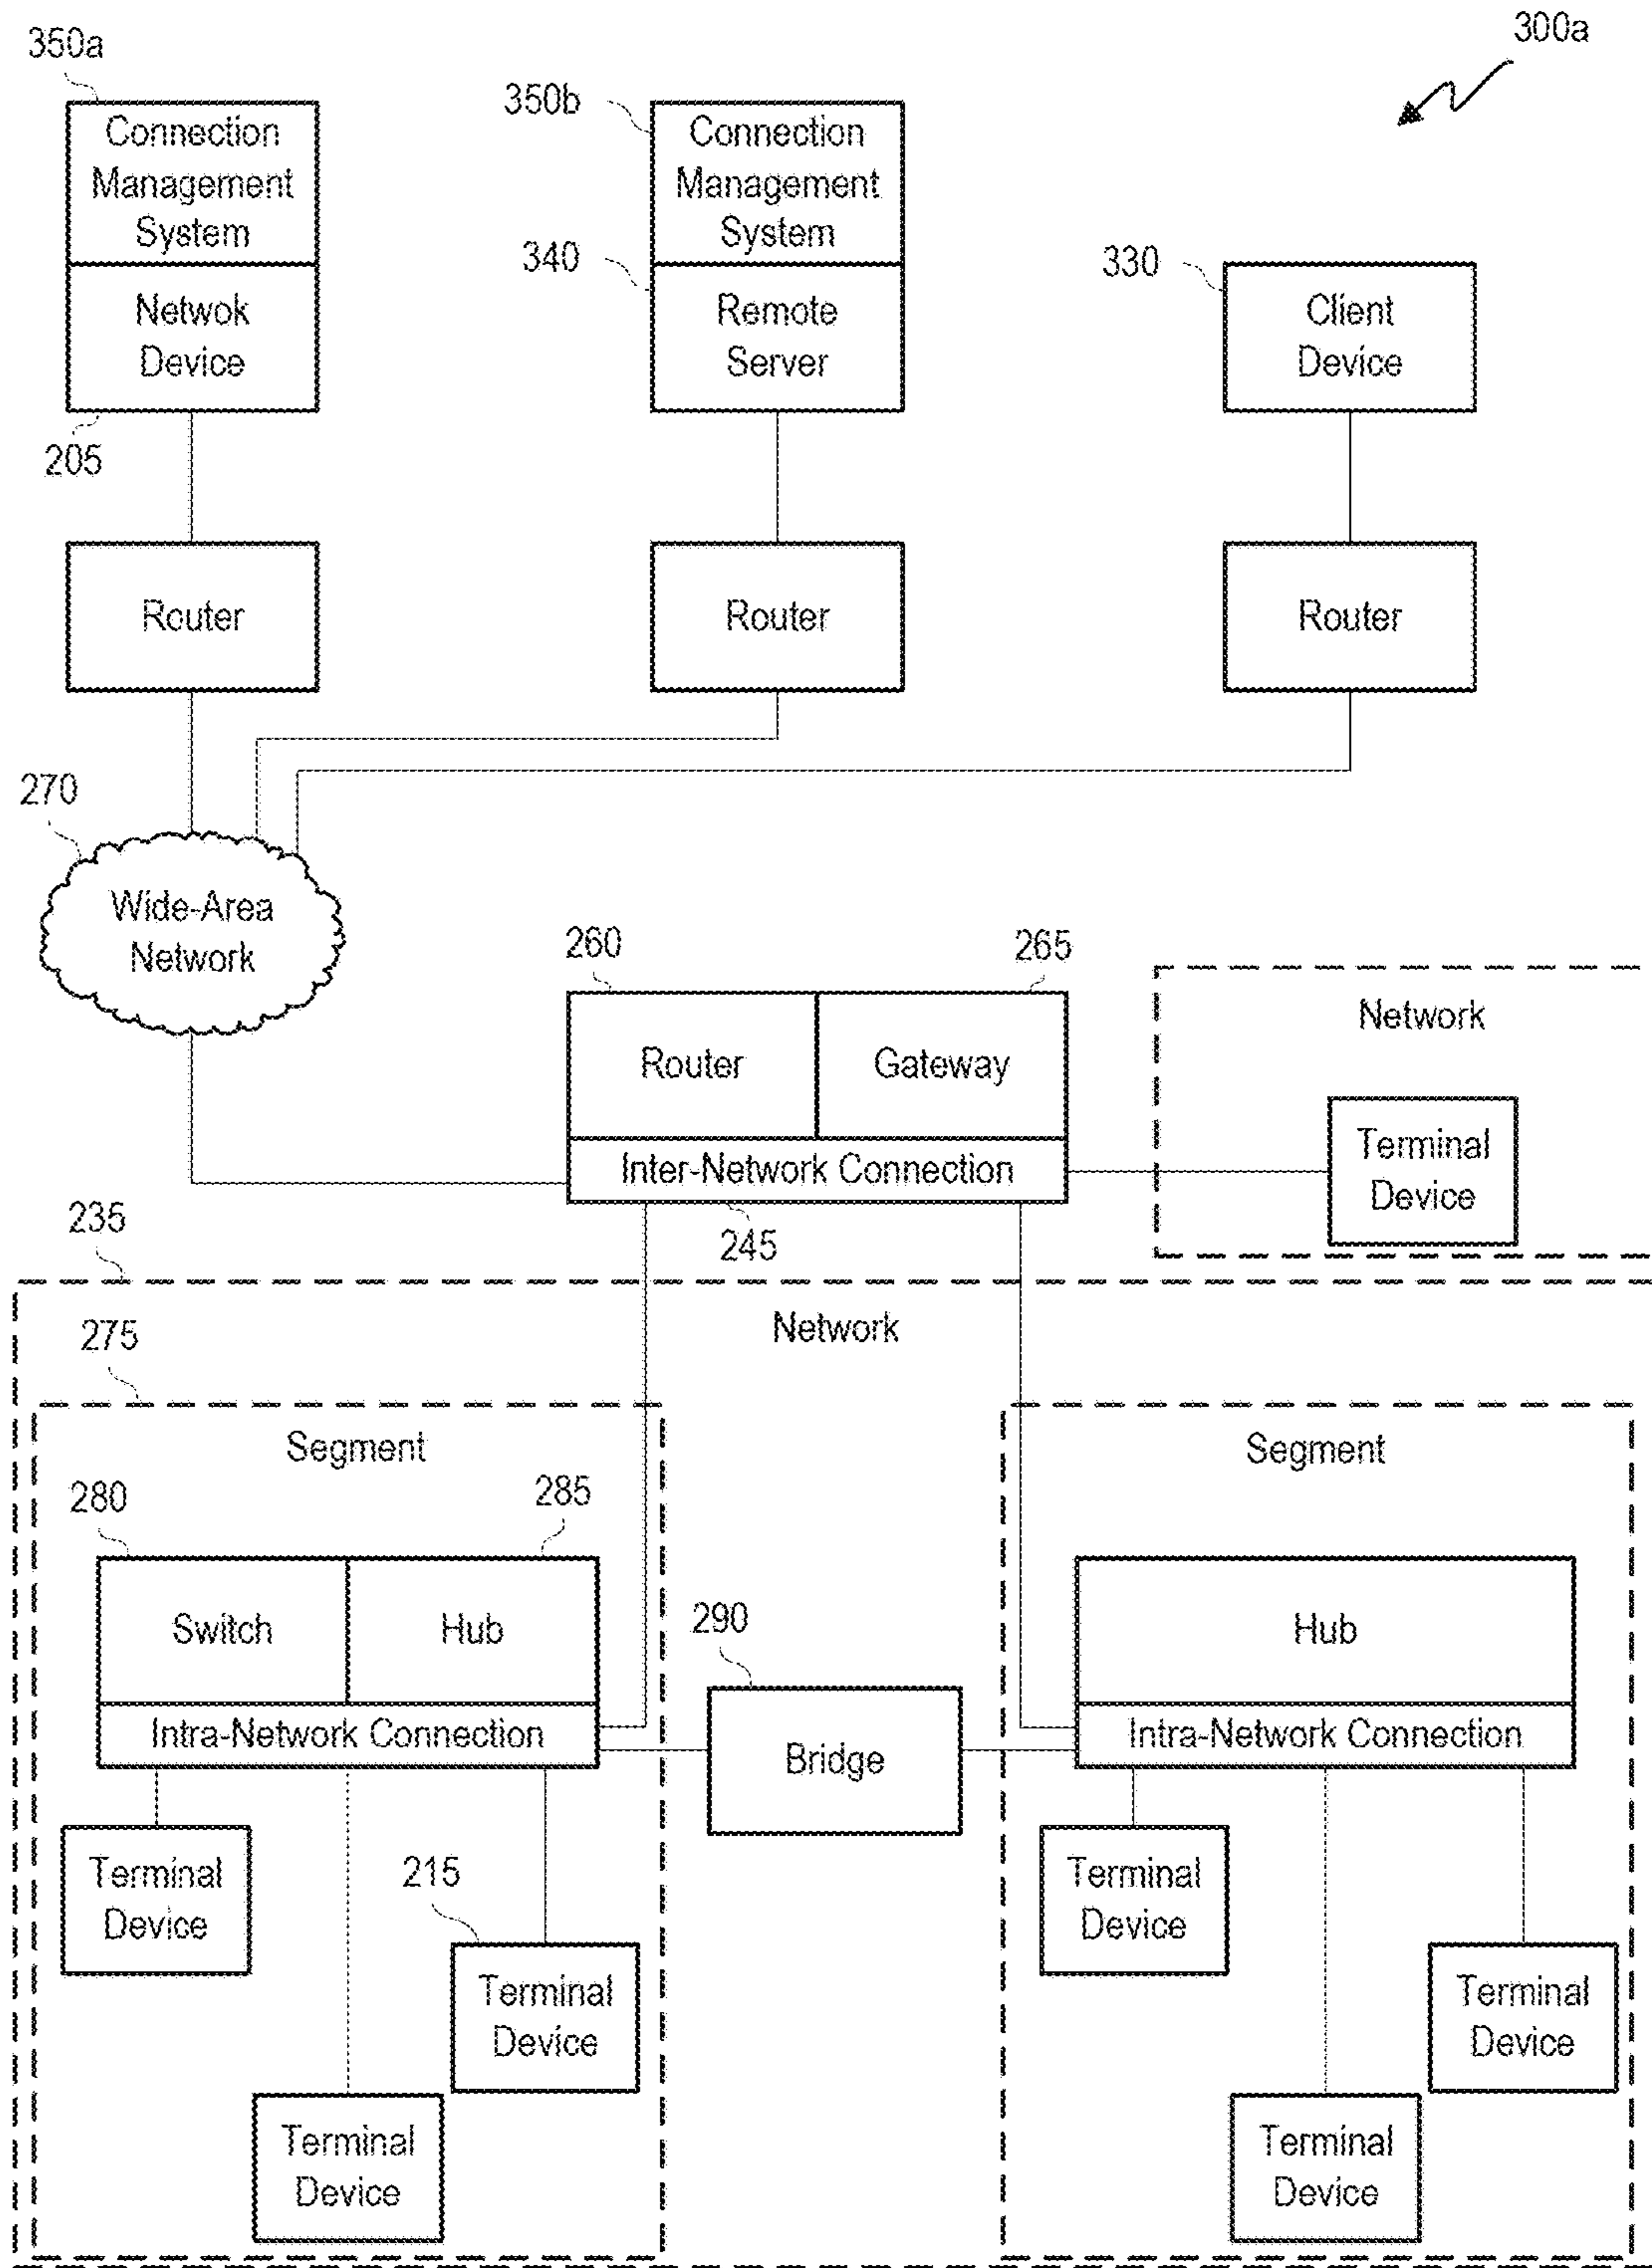 300a
350a
Connection
Management
System
Netwok
Device
205
350b
Connection
Management
System
340
Remote
Server
330
Client
Device
Router
Router
Router
270
Wide-Area
Network
260
265
Router
Gateway
Inter-Network Connection
245
Network
Terminal
Device
235
Network
275
Segment
280
285
Switch
Hub
Intra-Network Connection
290
Bridge
Terminal
Device
215
Terminal
Device
Terminal
Device
Segment
Hub
Intra-Network Connection
Terminal
Device
Terminal
Device
Terminal
Device